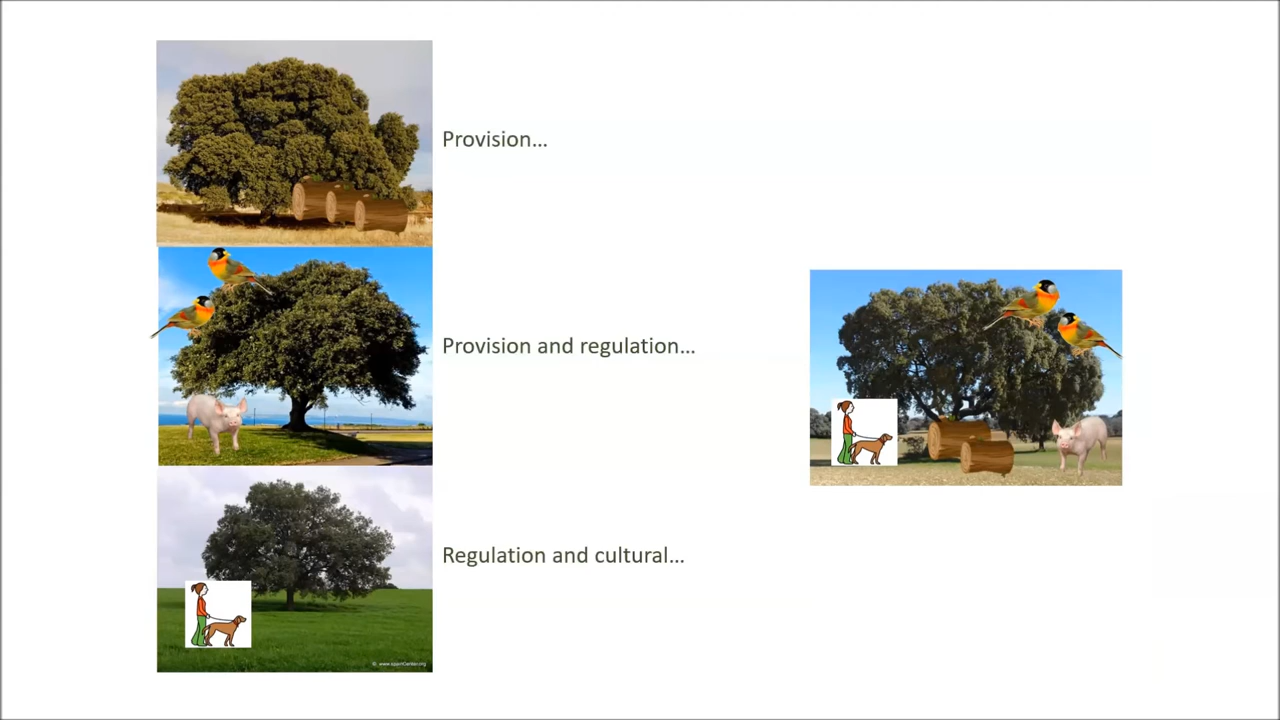 Provision...
Provision and regulation...
Regulation and cultural...